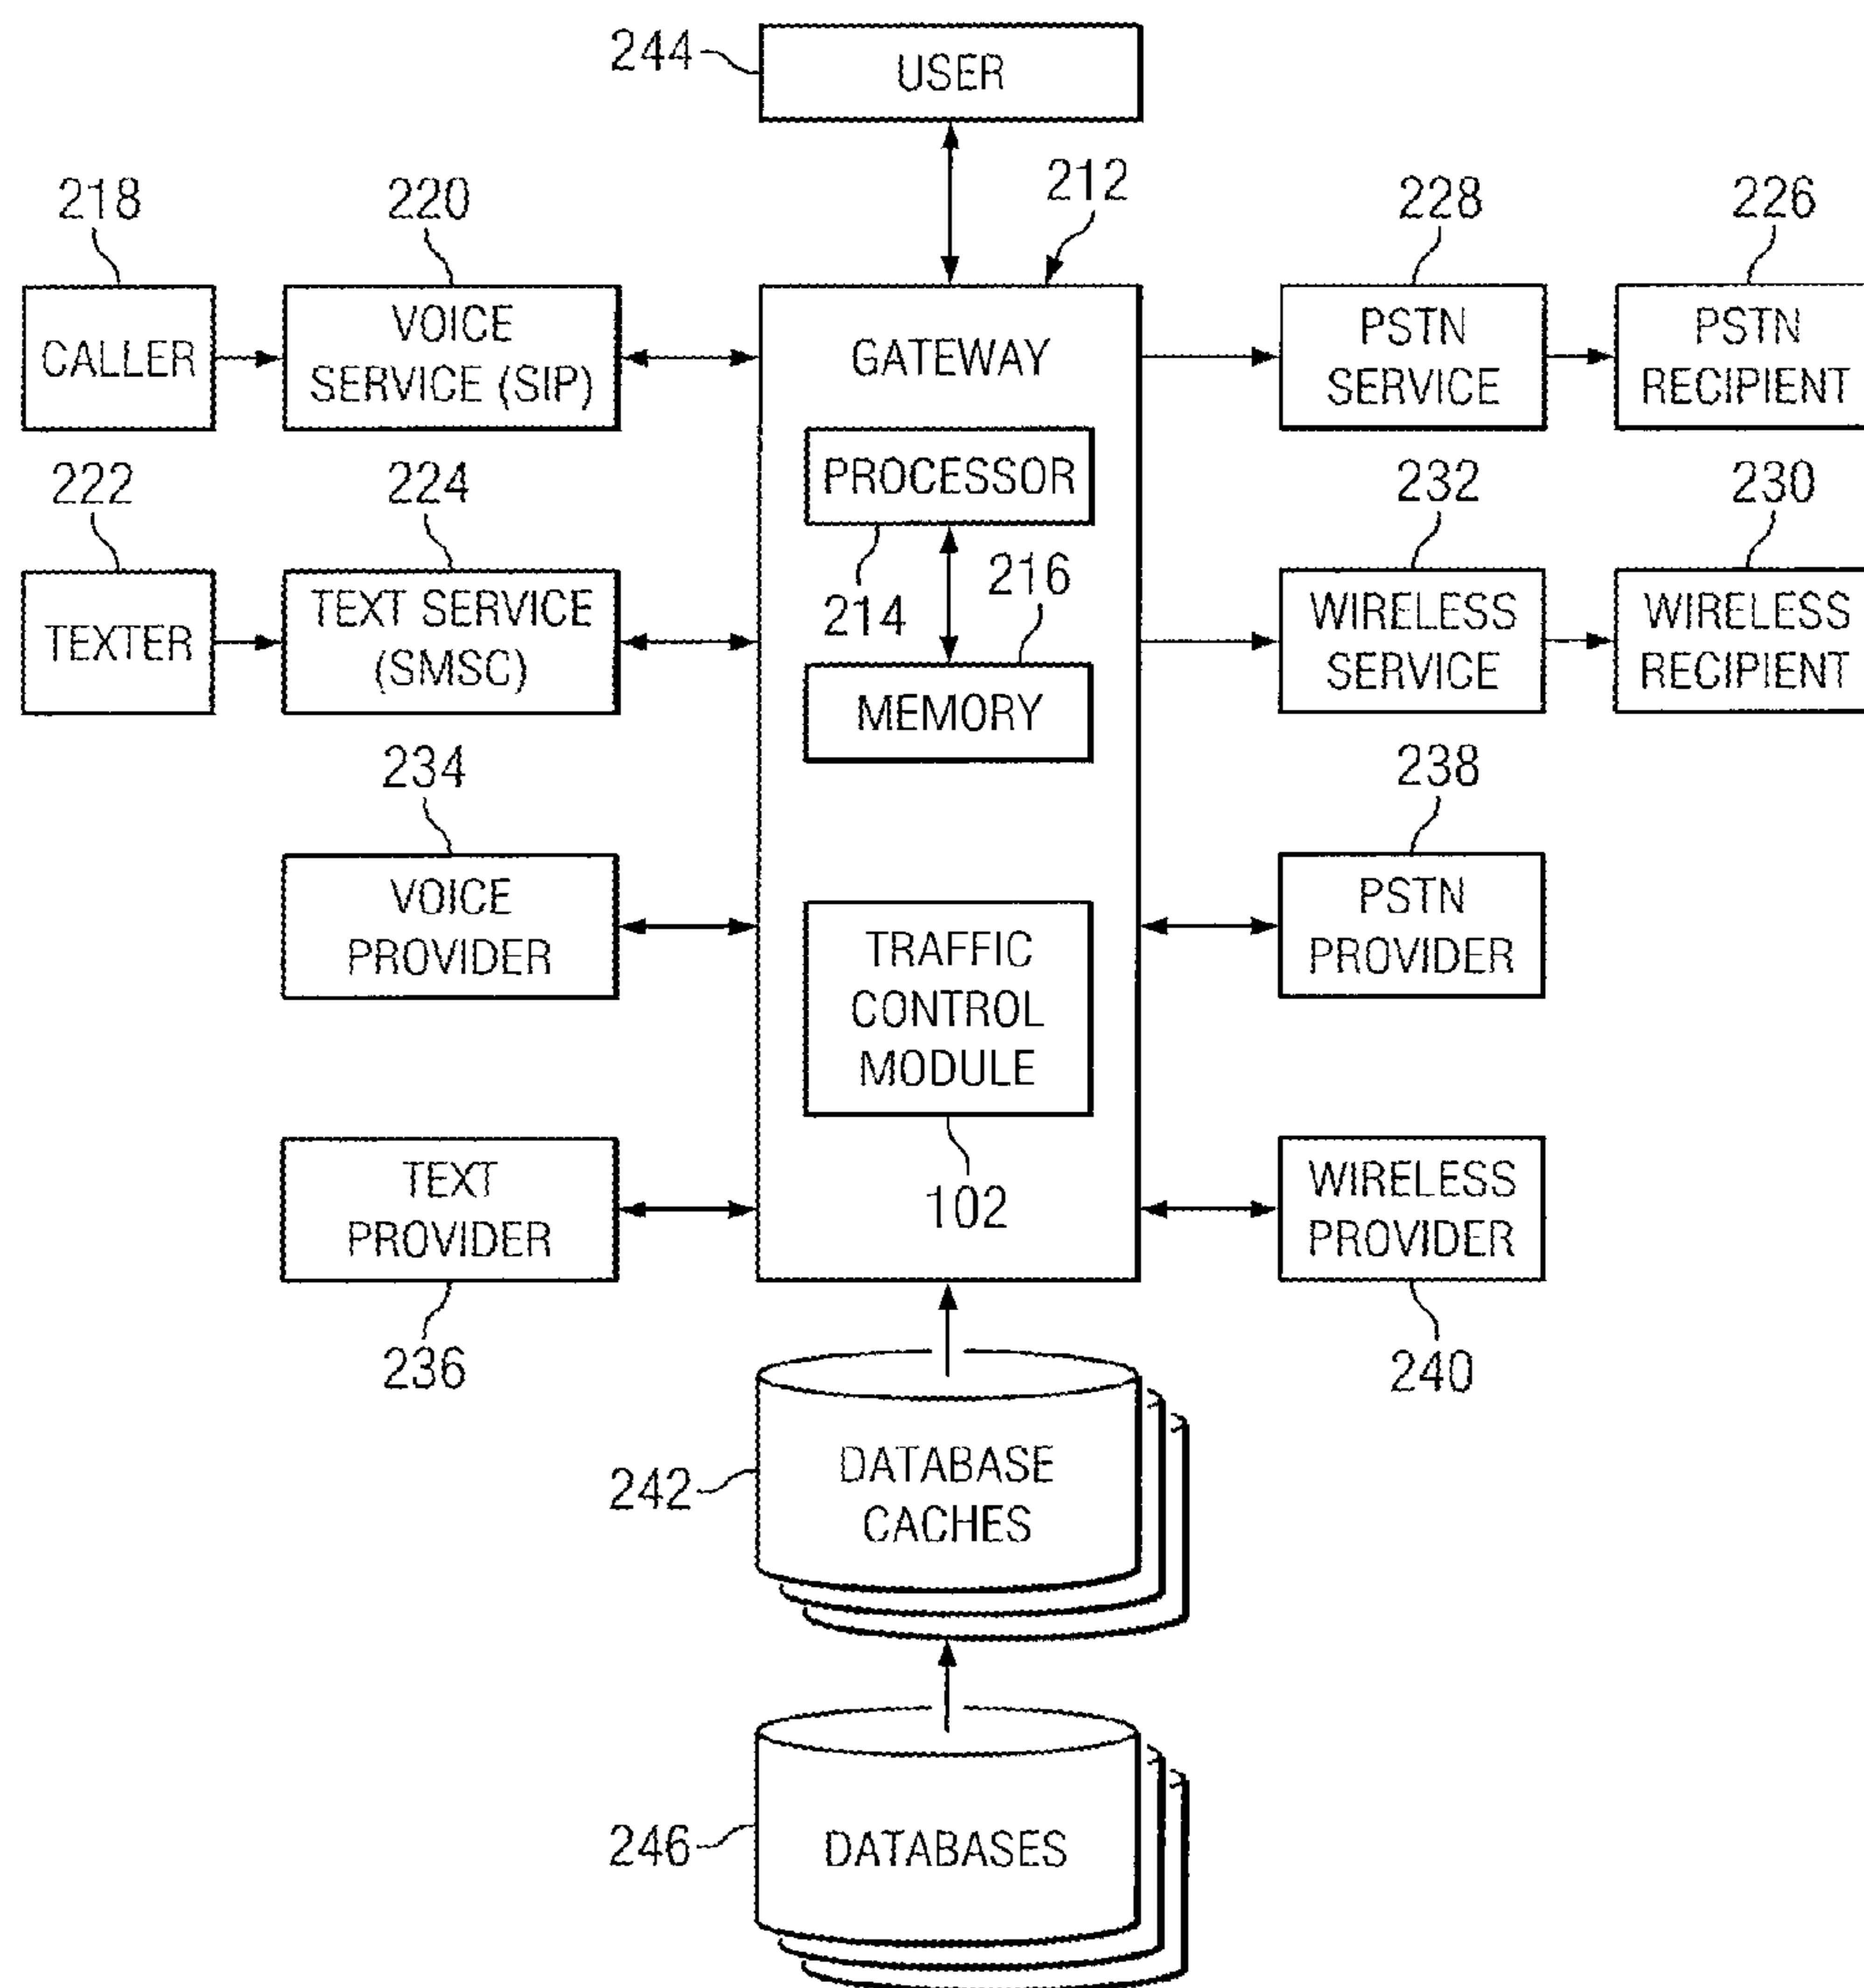 244
USER
212
218
220
228
226
CALLER
VOICE
SERVICE (SIP)
GATEWAY
PSTN
SERVICE
PSTN
RECIPIENT
PROCESSOR
214
216
MEMORY
222
224
232
230
TEXTER
TEXT SERVICE
(SMSC)
WIRELESS
SERVICE
WIRELESS
RECIPIENT
234
238
VOICE
PROVIDER
TRAFFIC
CONTROL
MODULE
102
PSTN
PROVIDER
TEXT
PROVIDER
236
WIRELESS
PROVIDER
240
242
DATABASE
CACHES
246
DATABASES